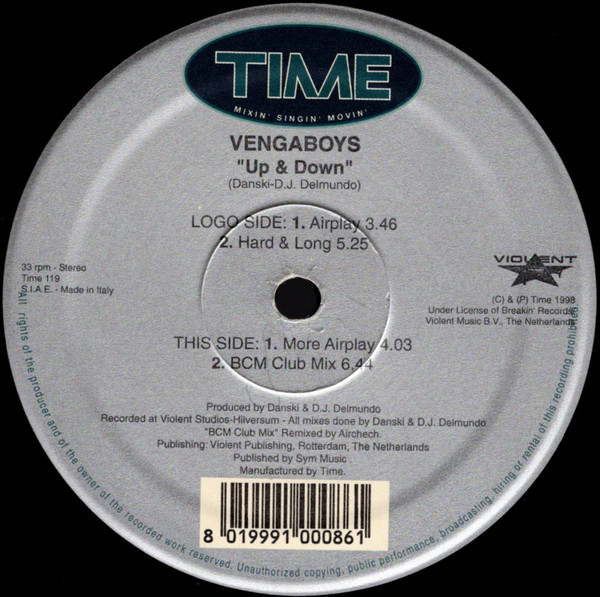 TIME
MIXIN' SINGIN' MOVIN'
VENGABOYS
"Up & Down"
(Danski-D.J. Delmundo)
LOGO SIDE: 1. Airplay 3.46
2. Hard & Long 5.25
33 rpm - Stereo
Time 119
S.I.A.E. - Made in Italy
VIOLENT
(C) & (P) Time 1998
Under License of Breakin' Records/
Violent Music B.V., The Netherlands
THIS SIDE: 1. More Airplay 4.03
2. BCM Club Mix 6.44
Produced by Danski & D.J. Delmundo
Recorded at Violent Studios-Hilversum - All mixes done by Danski & D.J. Delmundo
"BCM Club Mix" Remixed by Airchech.
Publishing: Violent Publishing, Rotterdam, The Netherlands
Published by Sym Music
Manufactured by Time.
8 019991 000861
All rights of the producer and of the owner of the recorded work reserved. Unauthorized copying, public performance, broadcasting, hiring or rental of this recording prohibited